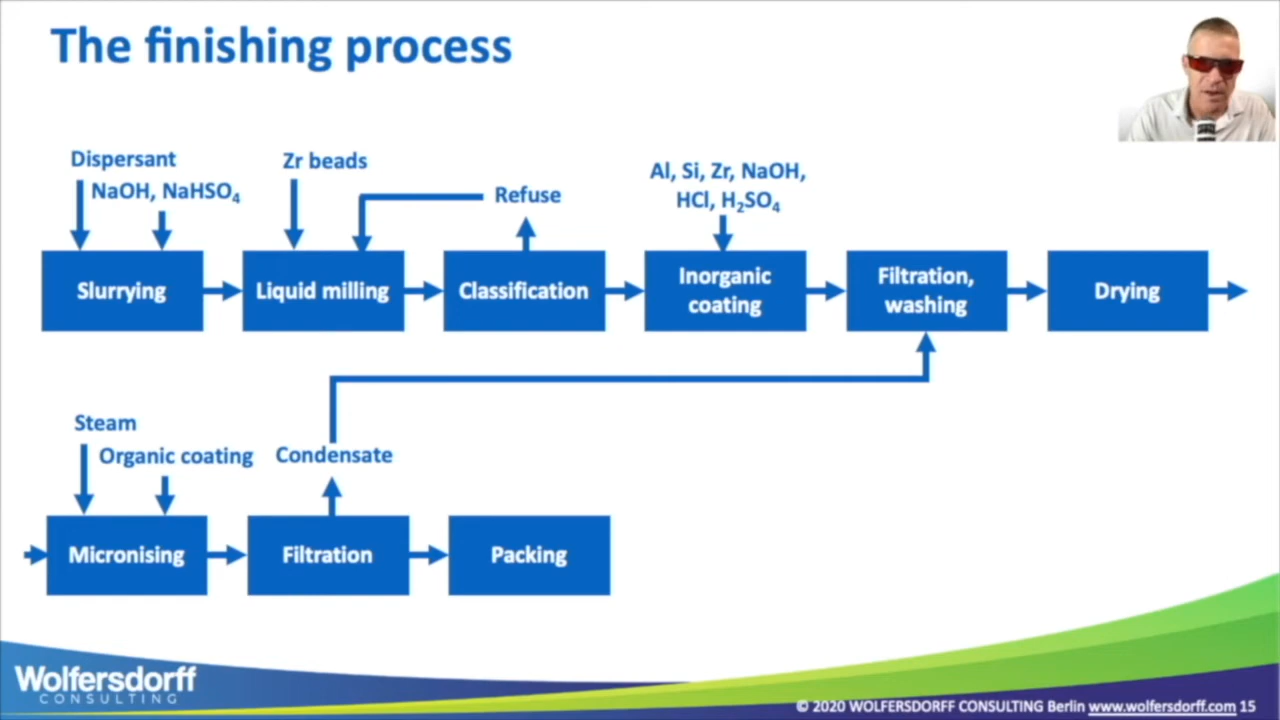 The finishing process
Dispersant
NaOH, NaHSO₄
Zr beads
Refuse
Al, Si, Zr, NaOH,
HCl, H₂SO₄
Slurrying
Liquid milling
Classification
Inorganic
coating
Filtration,
washing
Drying
Steam
Organic coating
Condensate
Micronising
Filtration
Packing
Wolfersdorff
CONSULTING
© 2020 WOLFERSDORFF CONSULTING Berlin www.wolfersdorff.com 15